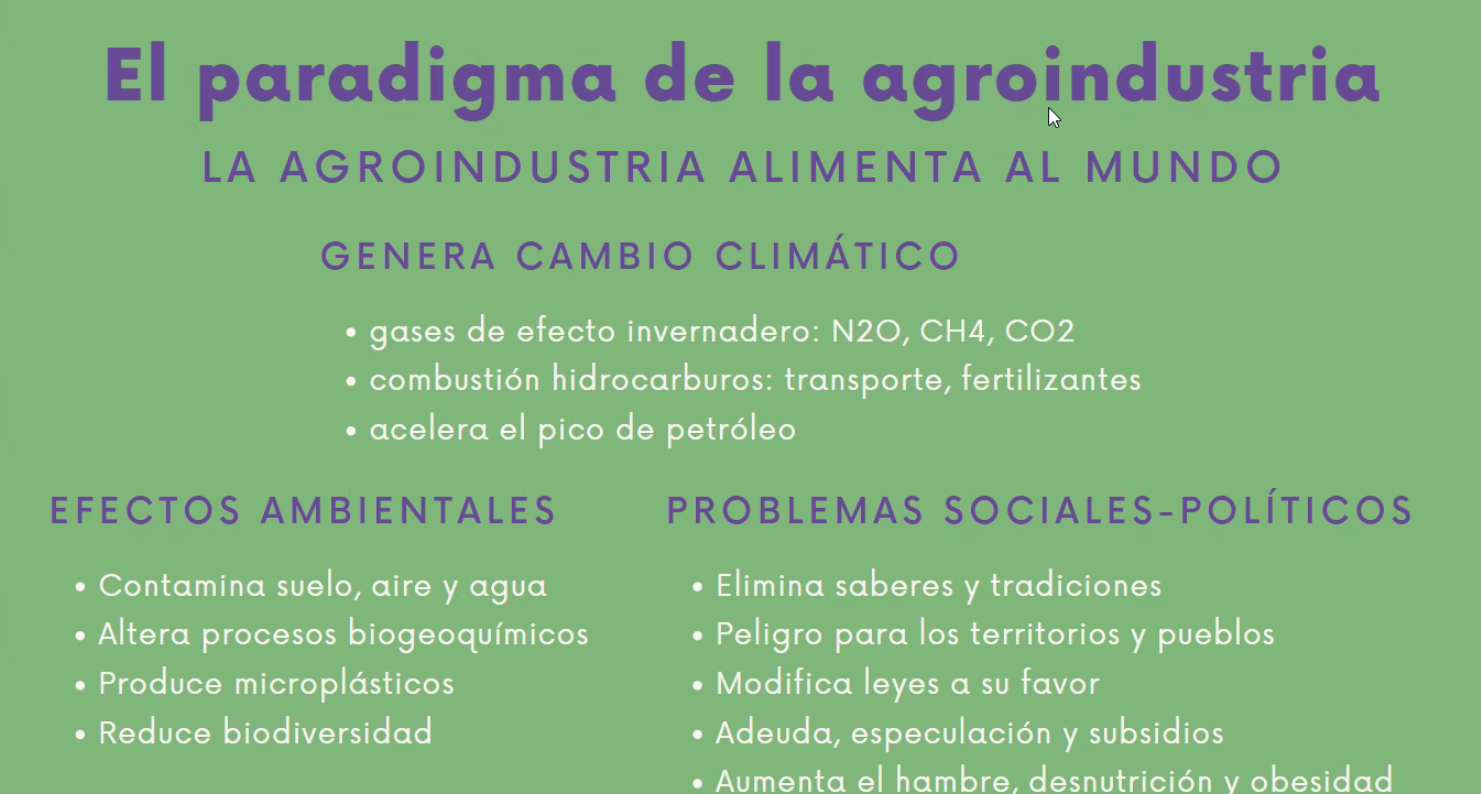 El paradigma de la agroindustria
LA AGROINDUSTRIA ALIMENTA AL MUNDO
GENERA CAMBIO CLIMÁTICO
• gases de efecto invernadero: N2O, CH4, CO2
• combustión hidrocarburos: transporte, fertilizantes
• acelera el pico de petróleo
EFECTOS AMBIENTALES
• Contamina suelo, aire y agua
• Altera procesos biogeoquímicos
• Produce microplásticos
• Reduce biodiversidad
PROBLEMAS SOCIALES-POLÍTICOS
• Elimina saberes y tradiciones
• Peligro para los territorios y pueblos
• Modifica leyes a su favor
• Adeuda, especulación y subsidios
• Aumenta el hambre, desnutrición y obesidad